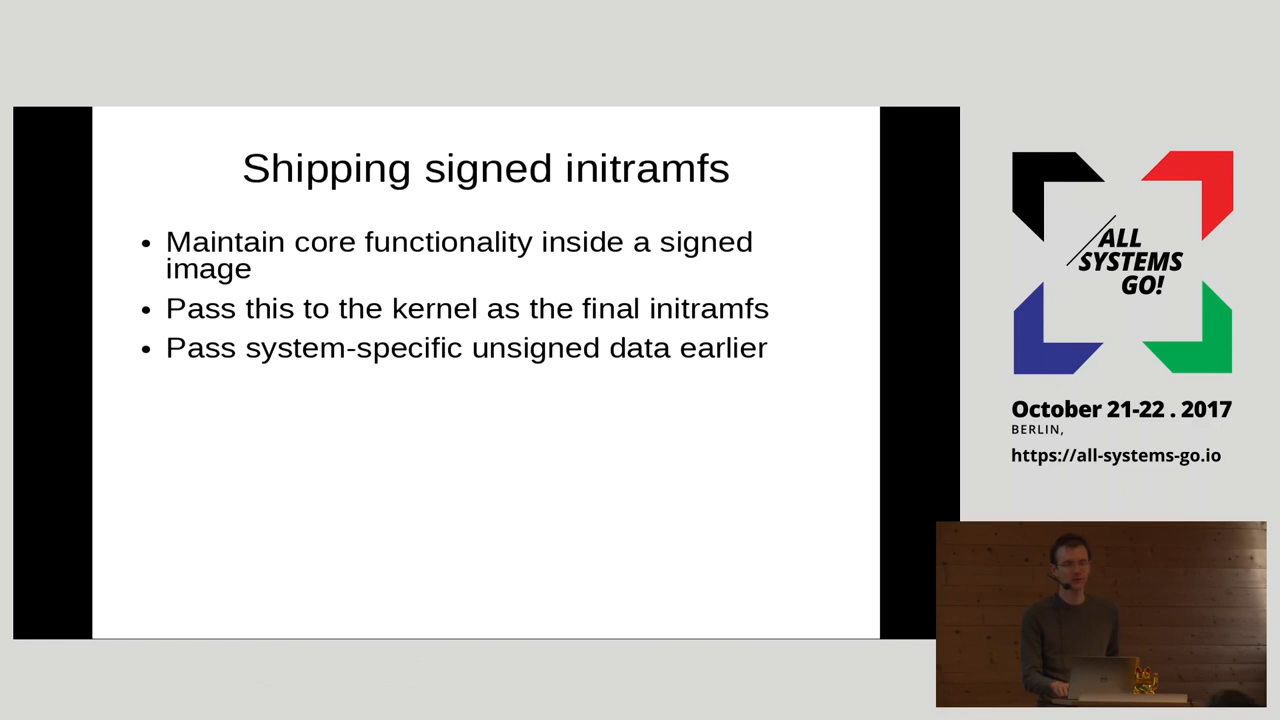 Shipping signed initramfs
• Maintain core functionality inside a signed
image
• Pass this to the kernel as the final initramfs
• Pass system-specific unsigned data earlier
ALL
SYSTEMS
GO!
October 21-22 . 2017
BERLIN,
https://all-systems-go.io